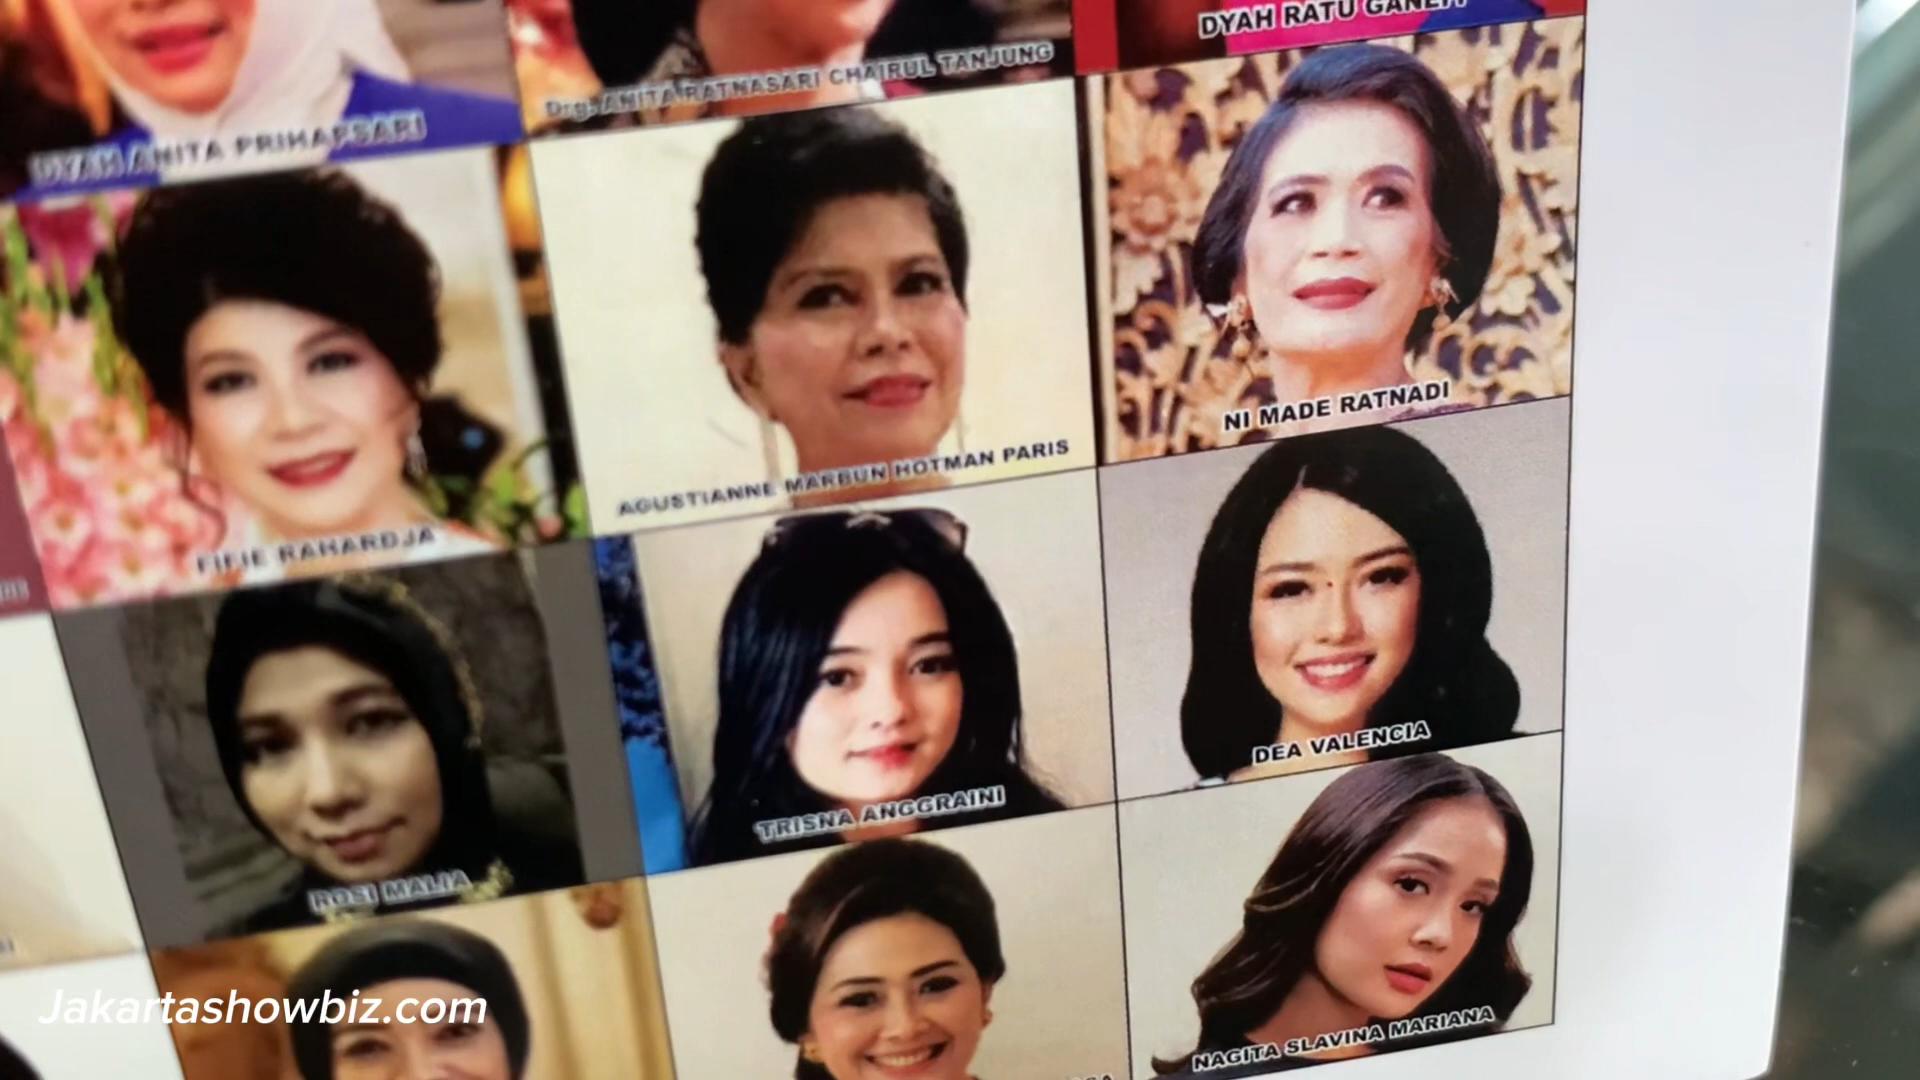 DYAH RATU GANEFI
Drg. ANITA RATNASARI CHAIRUL TANJUNG
DYAH ANITA PRIHAPSARI
NI MADE RATNADI
AGUSTIANNE MARBUN HOTMAN PARIS
FIFIE RAHARDJA
DEA VALENCIA
TRISNA ANGGRAINI
ROSI MALIA
NAGITA SLAVINA MARIANA
Jakartashowbiz.com